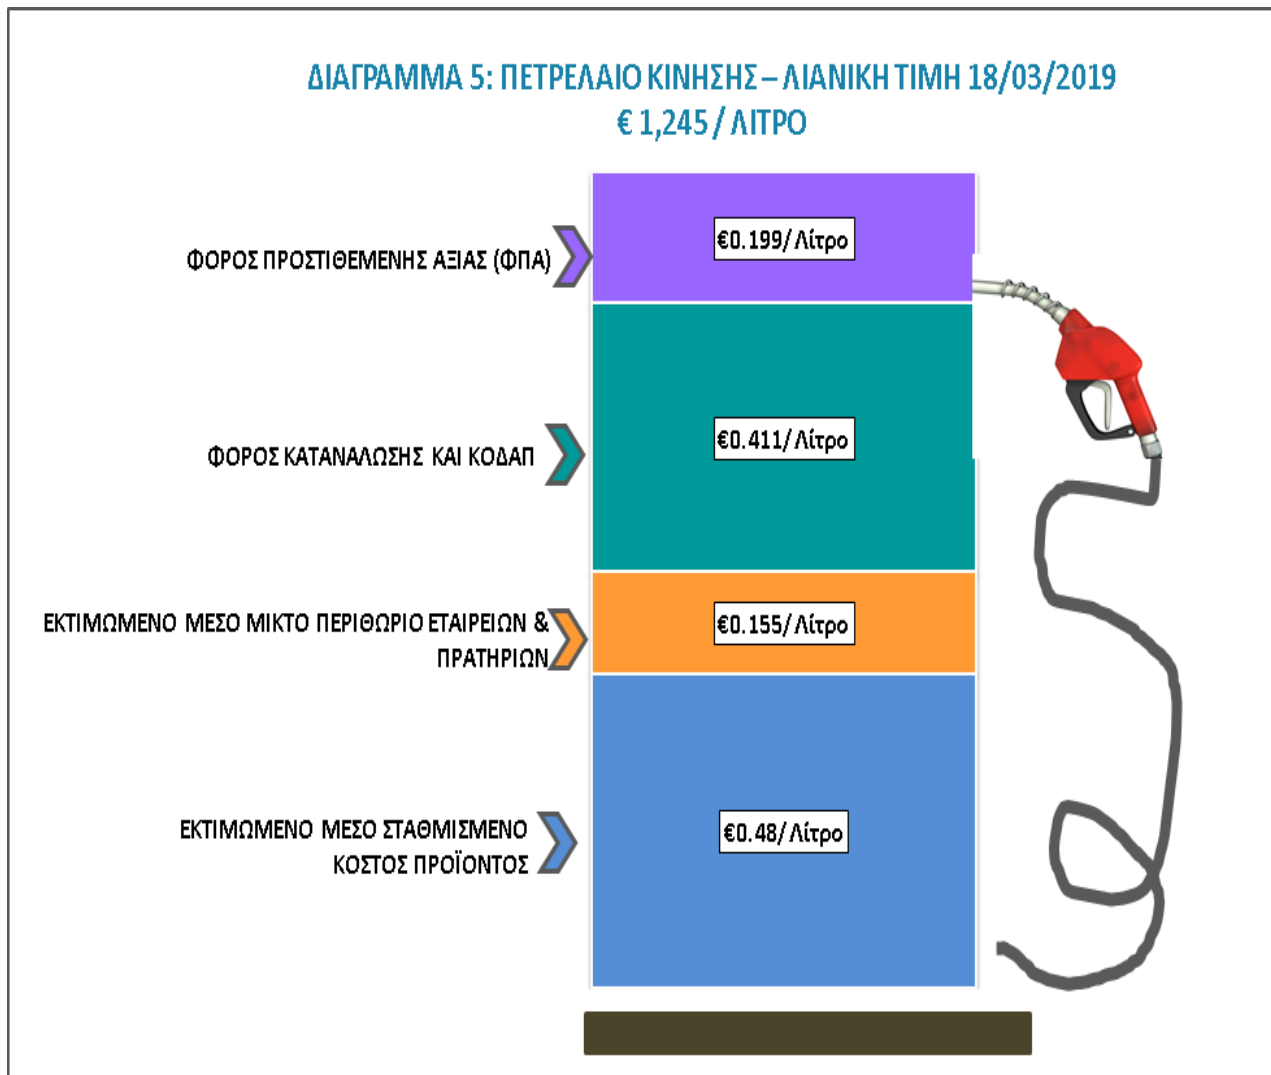 ΔΙΑΓΡΑΜΜΑ 5: ΠΕΤΡΕΛΑΙΟ ΚΙΝΗΣΗΣ – ΛΙΑΝΙΚΗ ΤΙΜΗ 18/03/2019
€ 1,245 / ΛΙΤΡΟ
€0.199/ Λίτρο
ΦΟΡΟΣ ΠΡΟΣΤΙΘΕΜΕΝΗΣ ΑΞΙΑΣ (ΦΠΑ)
€0.411/ Λίτρο
ΦΟΡΟΣ ΚΑΤΑΝΑΛΩΣΗΣ ΚΑΙ ΚΟΔΑΠ
ΕΚΤΙΜΩΜΕΝΟ ΜΕΣΟ ΜΙΚΤΟ ΠΕΡΙΘΩΡΙΟ ΕΤΑΙΡΕΙΩΝ &
ΠΡΑΤΗΡΙΩΝ
€0.155/ Λίτρο
ΕΚΤΙΜΩΜΕΝΟ ΜΕΣΟ ΣΤΑΘΜΙΣΜΕΝΟ
ΚΟΣΤΟΣ ΠΡΟΪΟΝΤΟΣ
€0.48/ Λίτρο